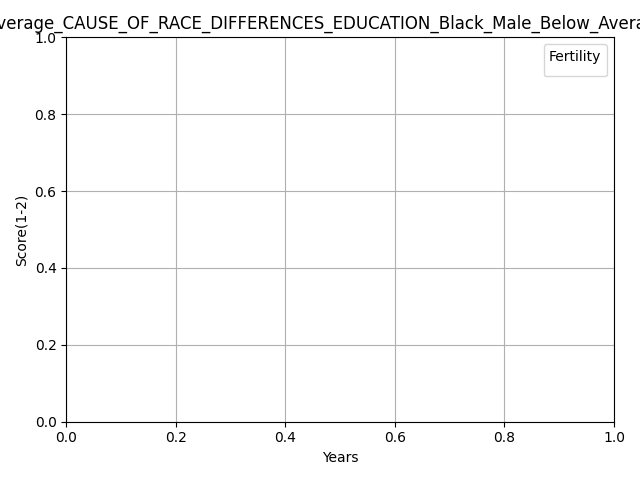 verage_CAUSE_OF_RACE_DIFFERENCES_EDUCATION_Black_Male_Below_Avera
1.0
Fertility
0.8
0.6
Score(1-2)
0.4
0.2
0.0
0.0 0.2 0.4 0.6 0.8 1.0
Years